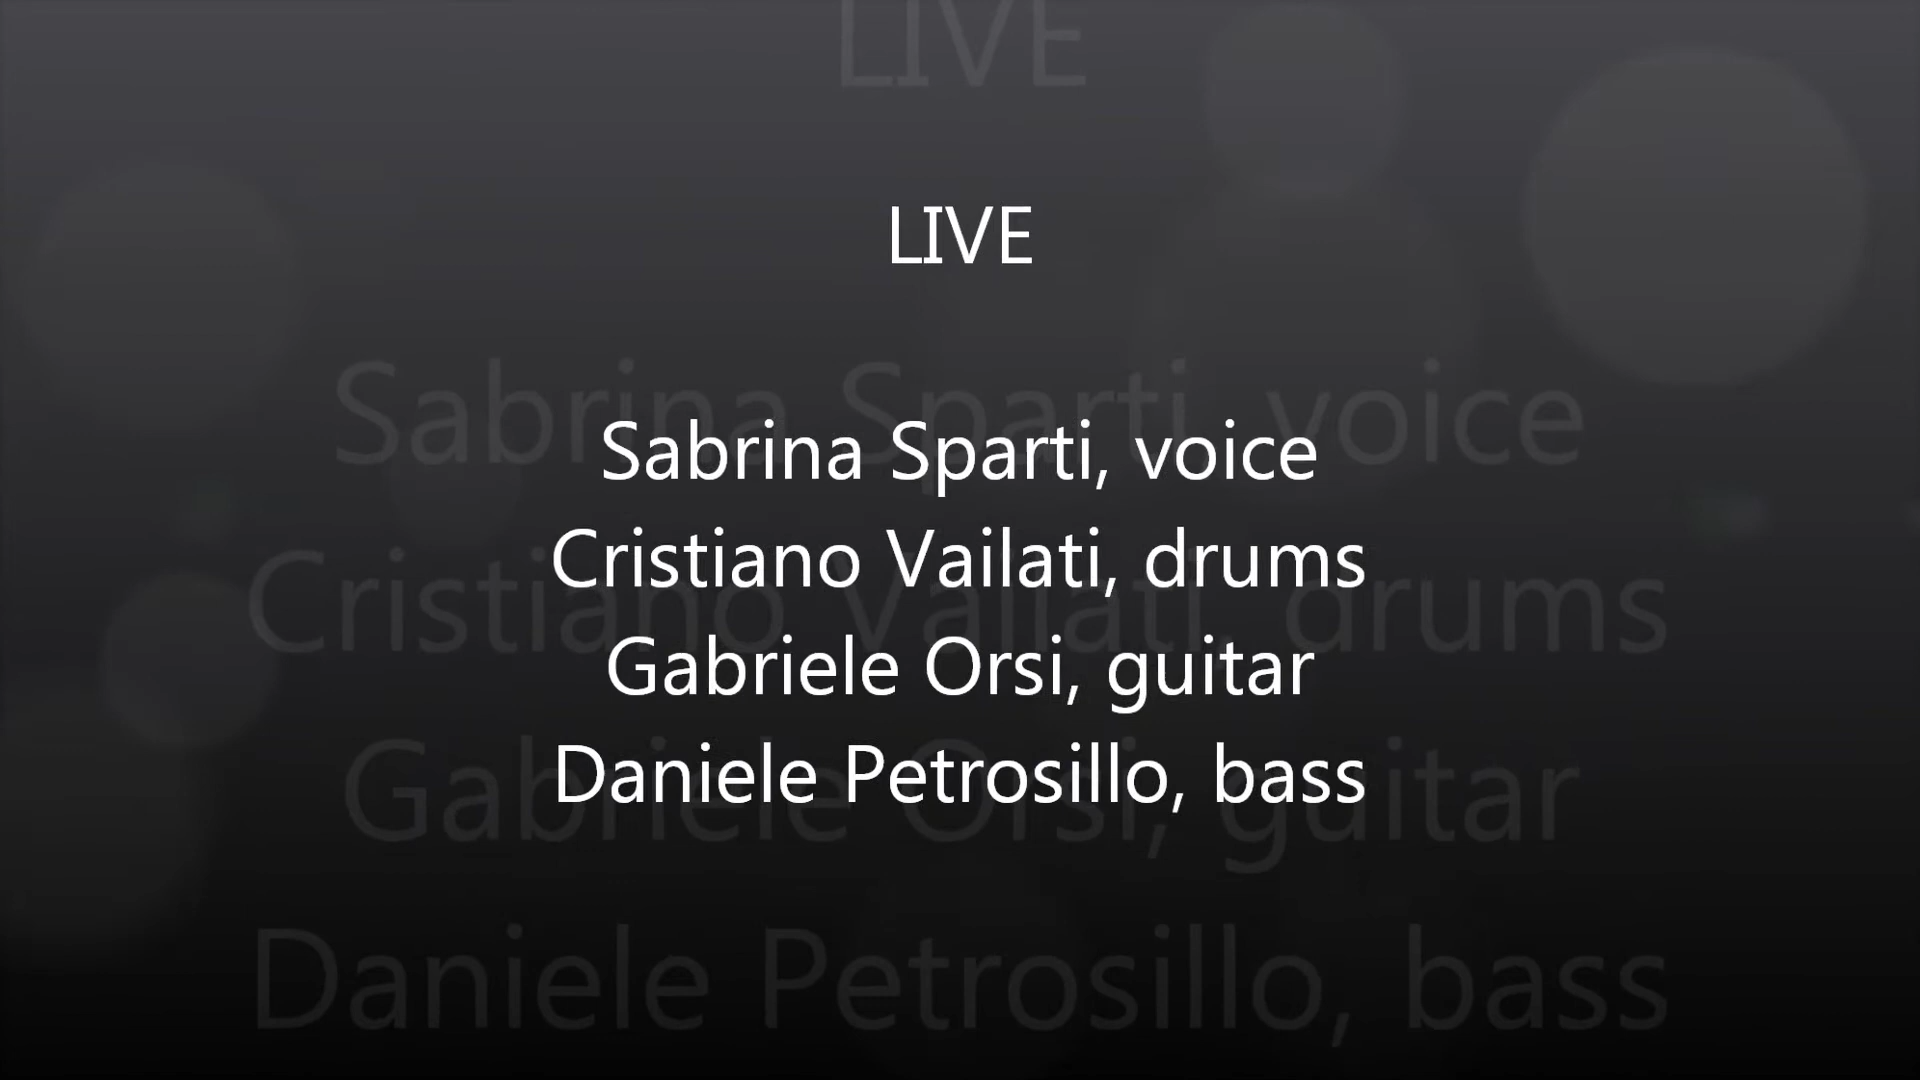 LIVE
Sabrina Sparti, voice
Cristiano Vailati, drums
Gabriele Orsi, guitar
Daniele Petrosillo, bass